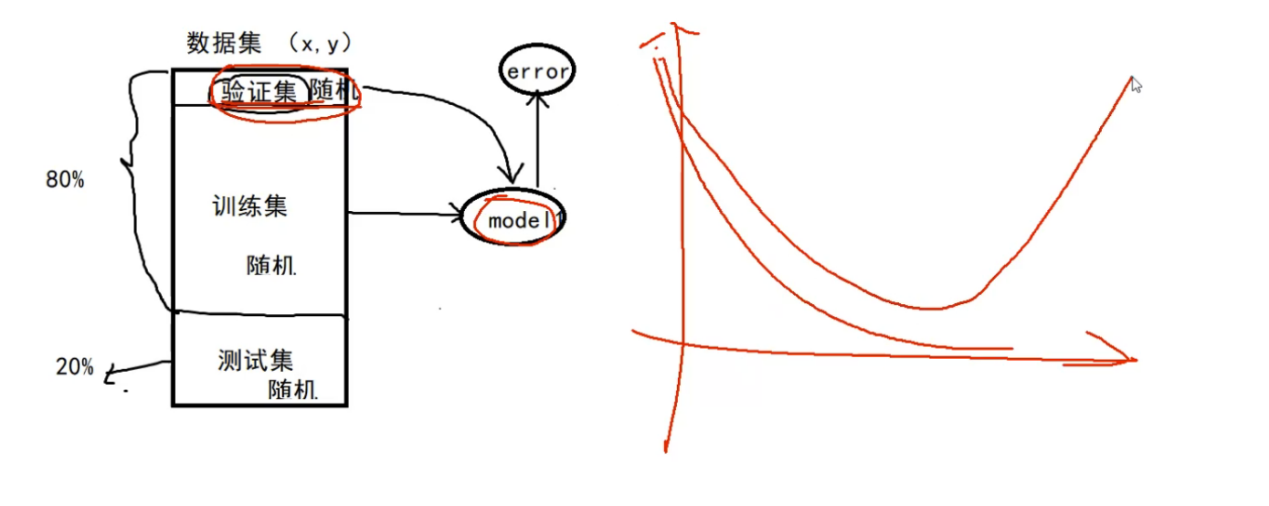 数据集 （x,y）
error
验证集 随机
80%
训练集
model
随机
测试集
20%
随机